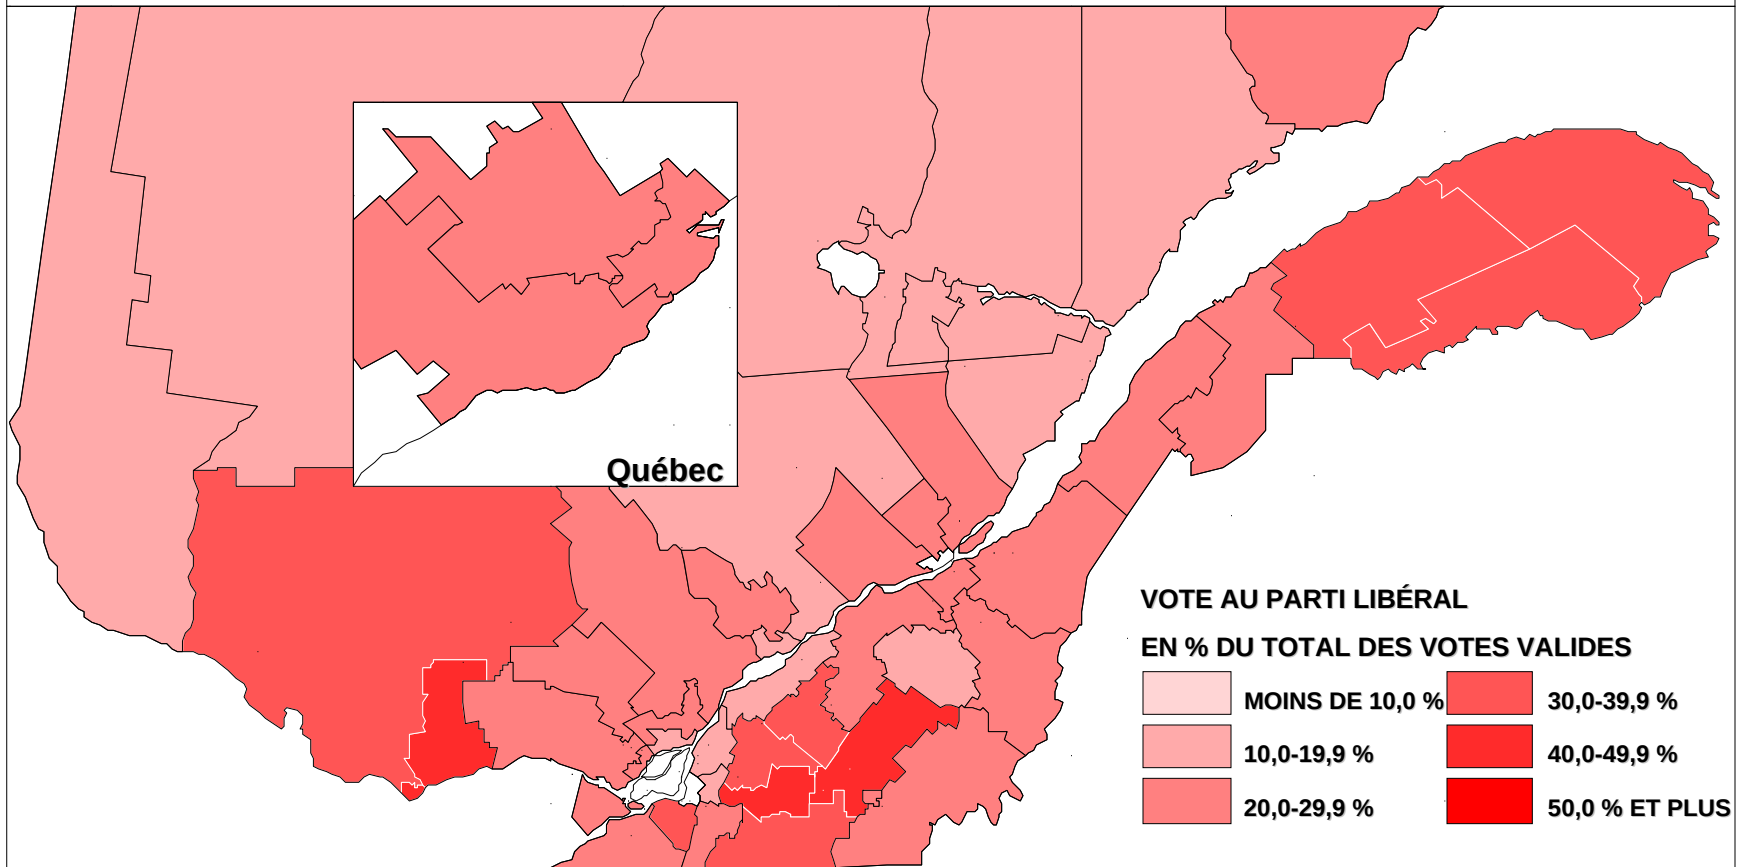 Québec
VOTE AU PARTI LIBÉRAL
EN % DU TOTAL DES VOTES VALIDES
MOINS DE 10,0 %
30,0-39,9 %
10,0-19,9 %
40,0-49,9 %
20,0-29,9 %
50,0 % ET PLUS